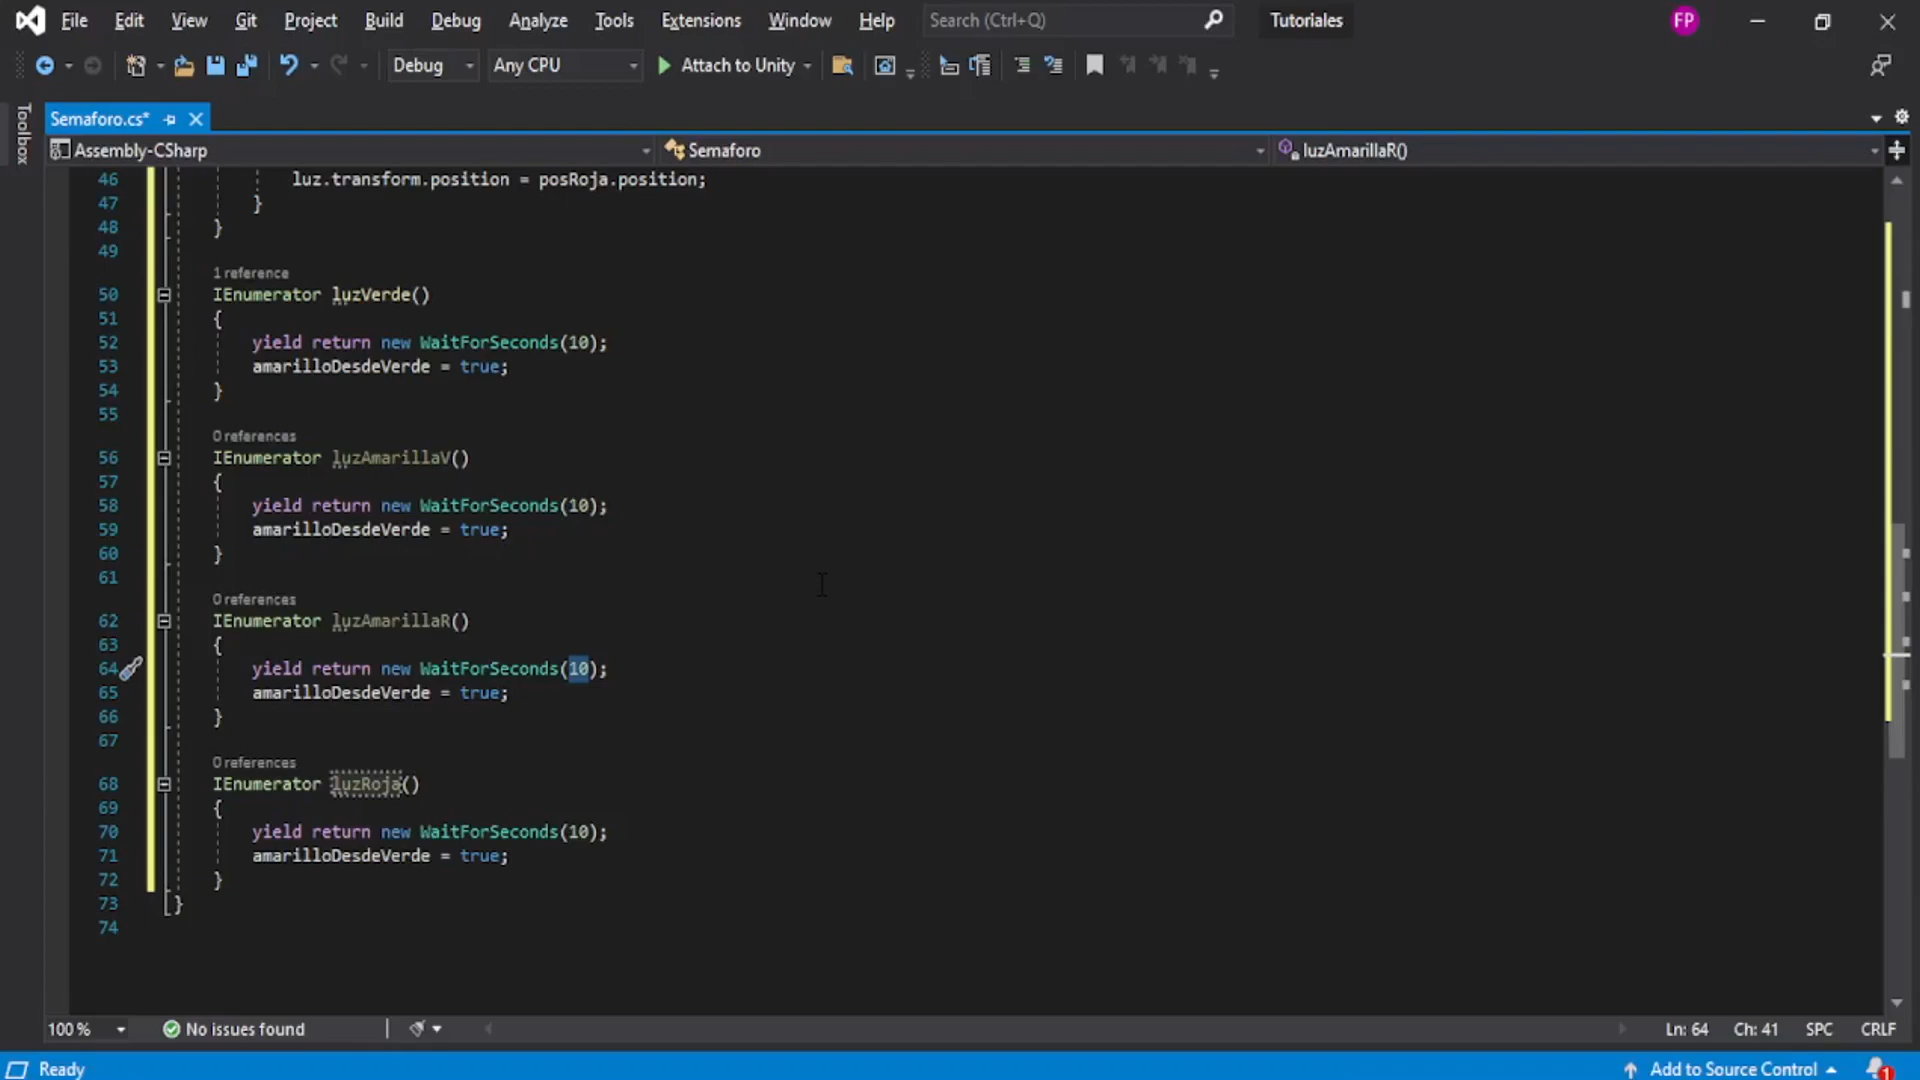 File Edit View Git Project Build Debug Analyze Tools Extensions Window Help Search (Ctrl+Q) Tutoriales FP
Debug Any CPU Attach to Unity
Toolbox
Semaforo.cs*
Assembly-CSharp Semaforo luzAmarillaR()
46 luz.transform.position = posRoja.position;
47 }
48 }
49
1 reference
50 IEnumerator luzVerde()
51 {
52 yield return new WaitForSeconds(10);
53 amarilloDesdeVerde = true;
54 }
55
0 references
56 IEnumerator luzAmarillaV()
57 {
58 yield return new WaitForSeconds(10);
59 amarilloDesdeVerde = true;
60 }
61
0 references
62 IEnumerator luzAmarillaR()
63 {
64 yield return new WaitForSeconds(10);
65 amarilloDesdeVerde = true;
66 }
67
0 references
68 IEnumerator luzRoja()
69 {
70 yield return new WaitForSeconds(10);
71 amarilloDesdeVerde = true;
72 }
73 }
74
100 % No issues found Ln: 64 Ch: 41 SPC CRLF
Ready Add to Source Control 1